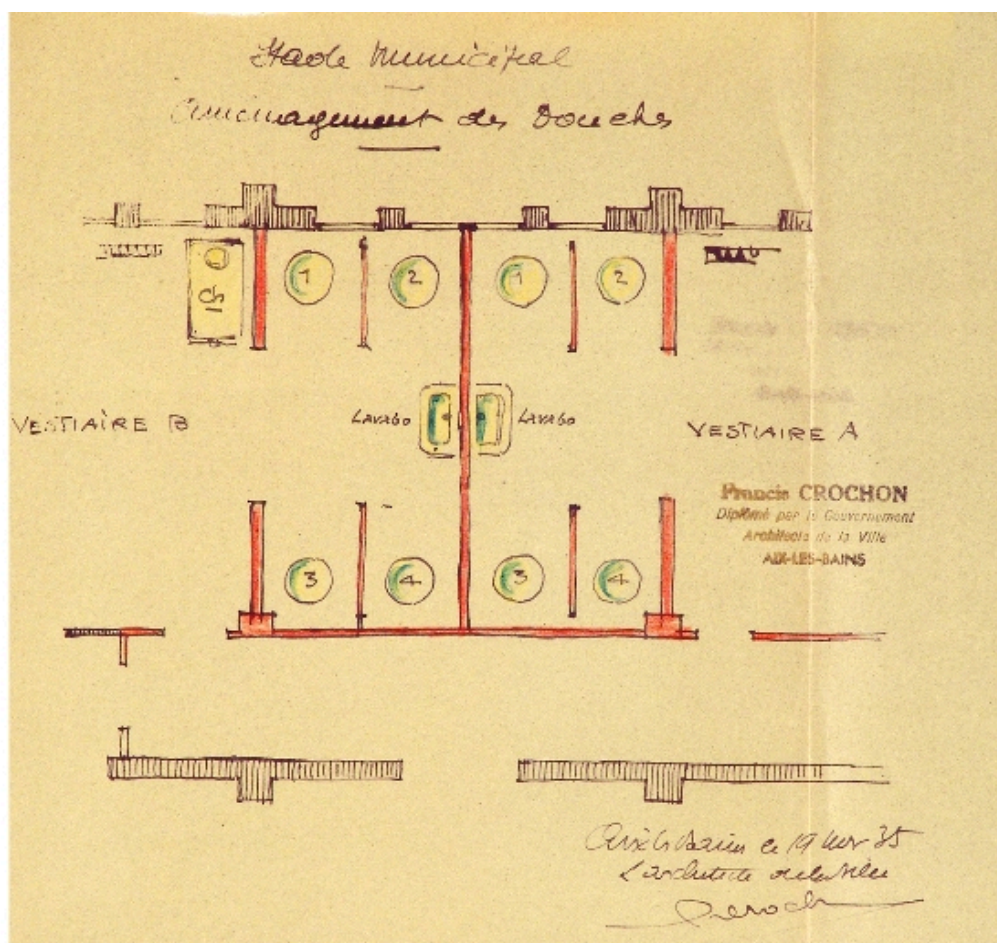 Stade Municipal
Aménagement des Douches
1 2 1 2
VESTIAIRE B
Lavabo Lavabo
VESTIAIRE A
Francis CROCHON
Diplômé par le Gouvernement
Architecte de la Ville
AIX-LES-BAINS
3 4 3 4
Aix les Bains le 19 Nov 35
L'architecte de la Ville